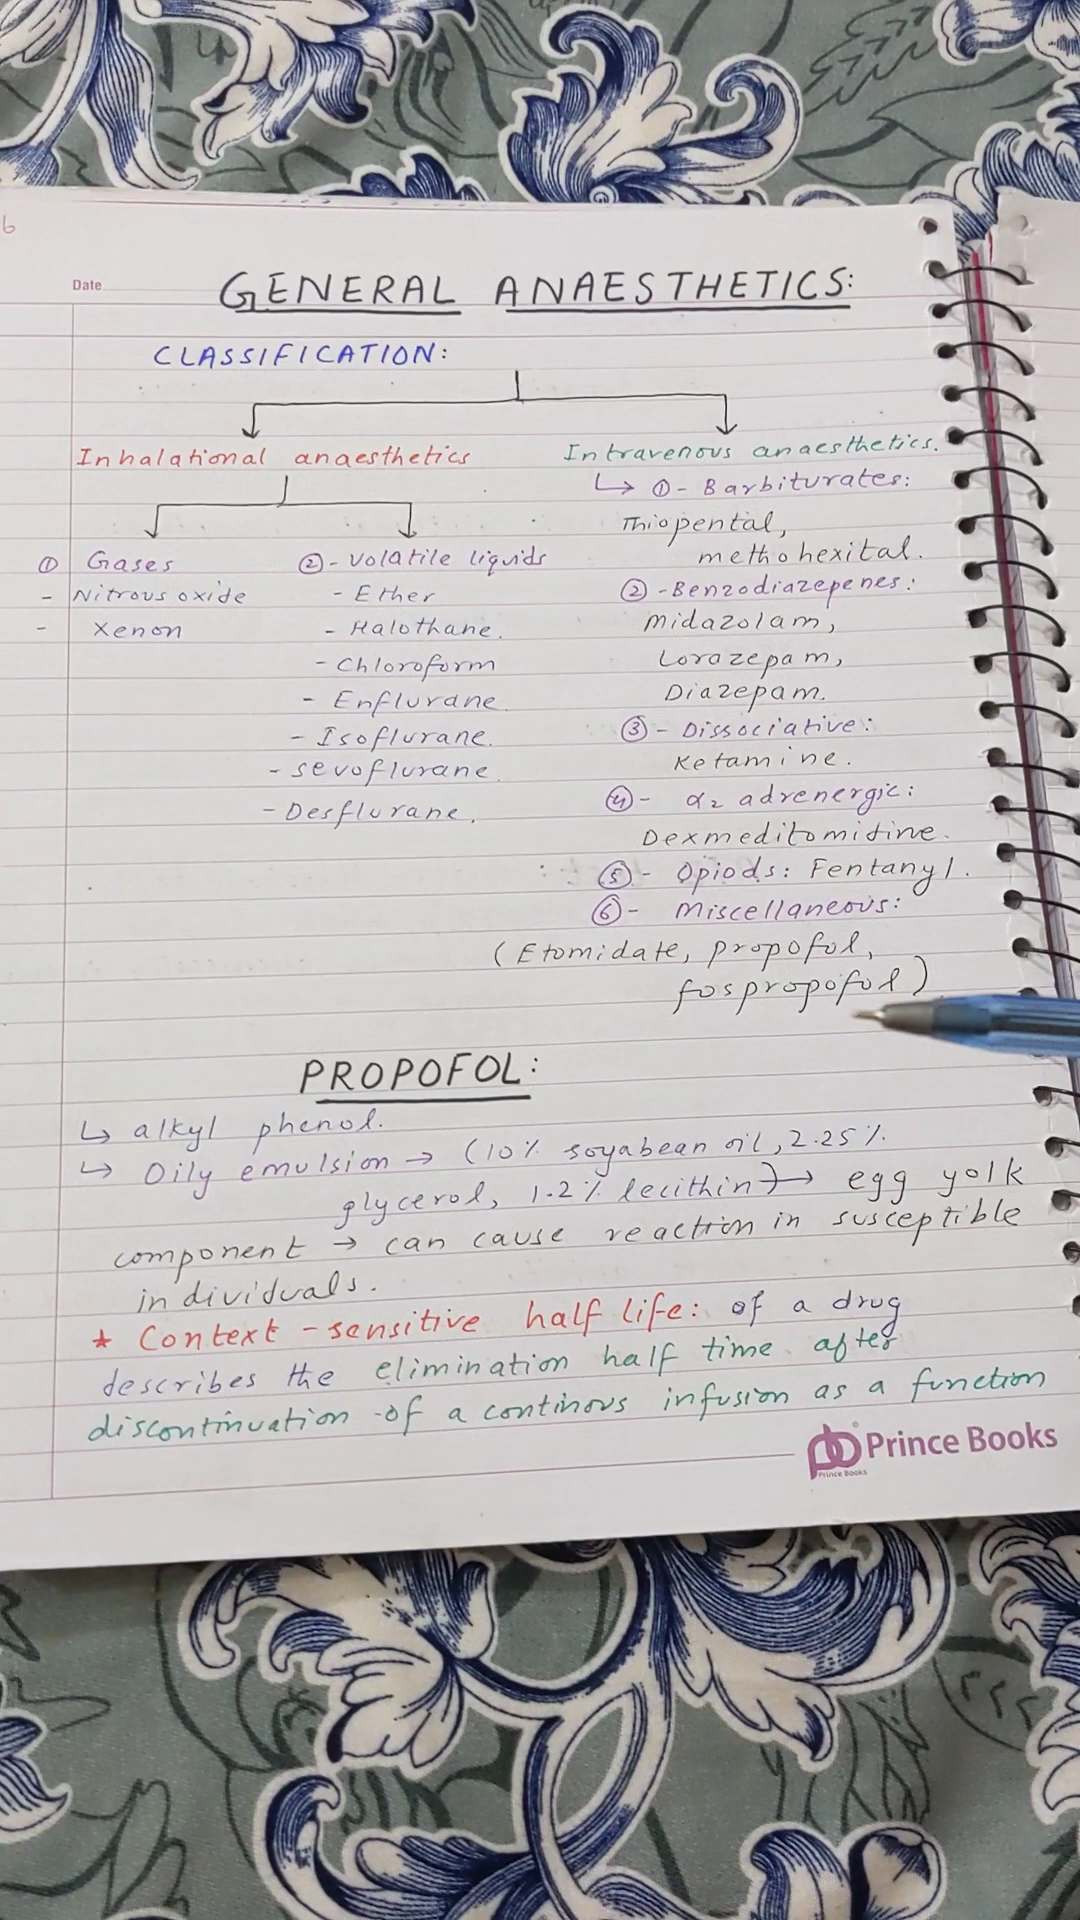 6
Date
GENERAL ANAESTHETICS:
CLASSIFICATION:
Inhalational anaesthetics
① Gases
- Nitrous oxide
- Xenon
②- Volatile liquids
- Ether
- Halothane.
- Chloroform
- Enflurane
- Isoflurane.
- Sevoflurane
- Desflurane.
Intravenous anaesthetics.
↳ ①- Barbiturates:
Thiopental,
methohexital.
②-Benzodiazepenes:
Midazolam,
Lorazepam,
Diazepam.
③- Dissociative:
Ketamine.
④- α₂ adrenergic:
Dexmeditomidine.
⑤- Opiods: Fentanyl.
⑥- Miscellaneous:
(Etomidate, propofol,
fospropofol)
PROPOFOL:
↳ alkyl phenol.
↳ Oily emulsion → (10% soyabean oil, 2.25%
glycerol, 1.2% lecithin) → egg yolk
component → can cause reaction in susceptible
individuals.
* Context-sensitive half life: of a drug
describes the elimination half time after
discontinuation of a continous infusion as a function
Prince Books
Prince Books